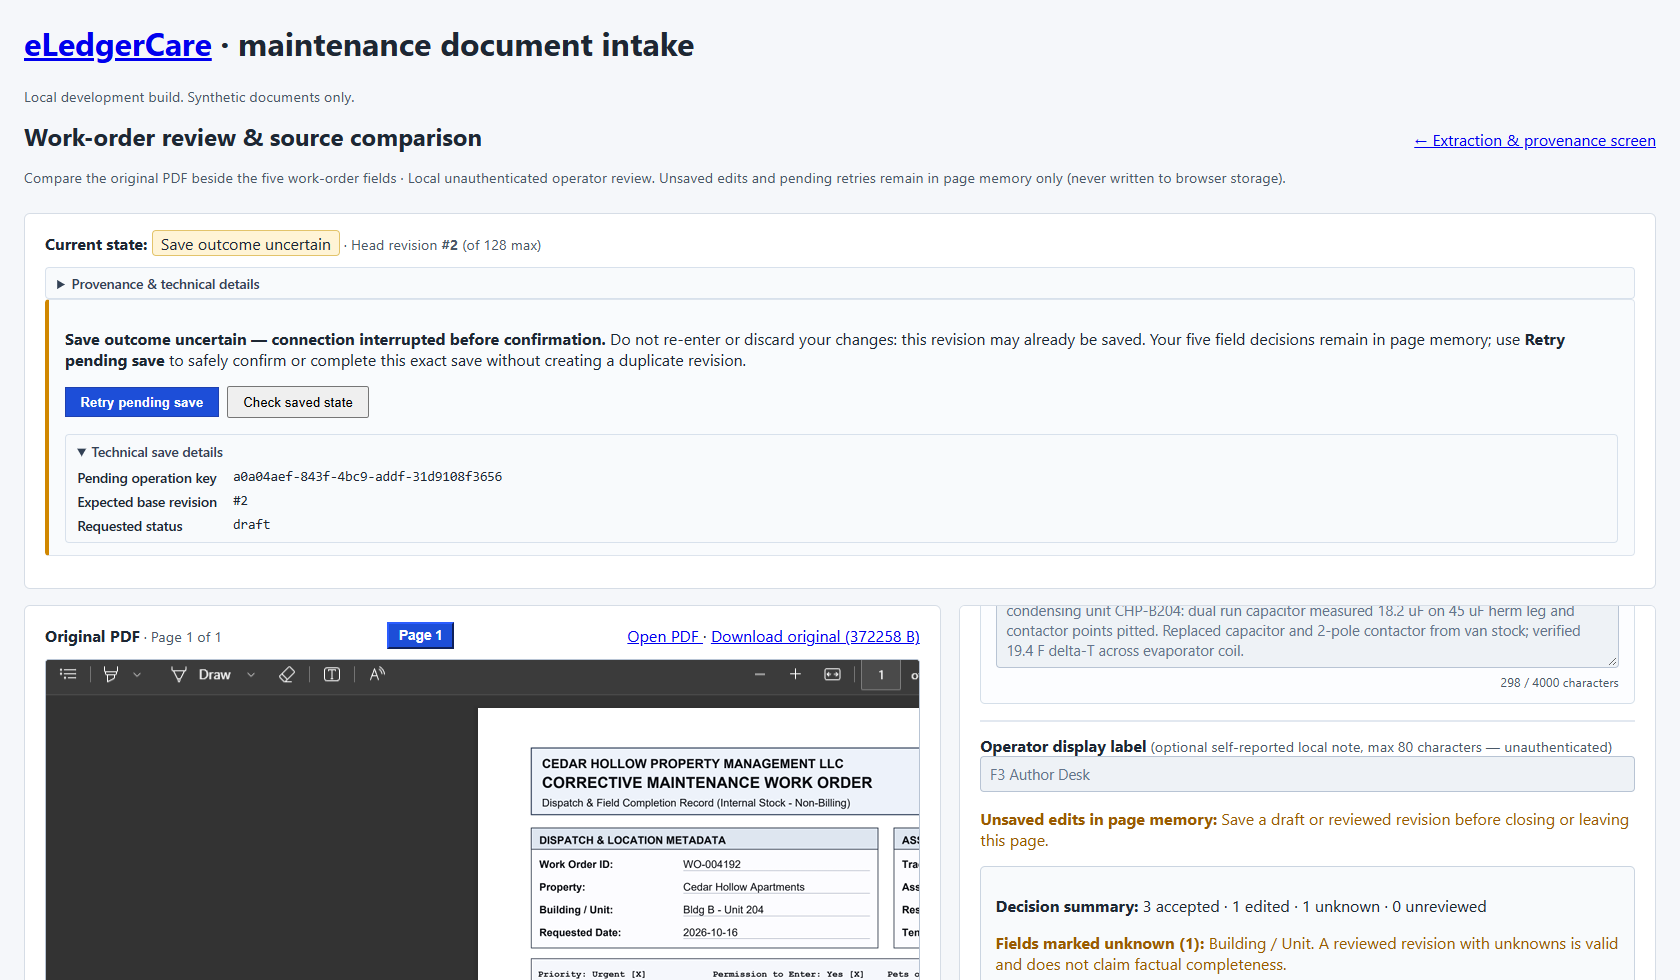 eLedgerCare · maintenance document intake
Local development build. Synthetic documents only.
Work-order review & source comparison
← Extraction & provenance screen
Compare the original PDF beside the five work-order fields · Local unauthenticated operator review. Unsaved edits and pending retries remain in page memory only (never written to browser storage).
Current state: Save outcome uncertain · Head revision #2 (of 128 max)
▶ Provenance & technical details
Save outcome uncertain — connection interrupted before confirmation. Do not re-enter or discard your changes: this revision may already be saved. Your five field decisions remain in page memory; use Retry
pending save to safely confirm or complete this exact save without creating a duplicate revision.
Retry pending save
Check saved state
▼ Technical save details
Pending operation key a0a04aef-843f-4bc9-addf-31d9108f3656
Expected base revision #2
Requested status draft
Original PDF · Page 1 of 1
Page 1
Open PDF · Download original (372258 B)
Draw
1
CEDAR HOLLOW PROPERTY MANAGEMENT LLC
CORRECTIVE MAINTENANCE WORK ORDER
Dispatch & Field Completion Record (Internal Stock - Non-Billing)
DISPATCH & LOCATION METADATA
Work Order ID: WO-004192
Property: Cedar Hollow Apartments
Building / Unit: Bldg B - Unit 204
Requested Date: 2026-10-16
Priority: Urgent [X] Permission to Enter: Yes [X] Pets
condensing unit CHP-B204: dual run capacitor measured 18.2 uF on 45 uF herm leg and
contactor points pitted. Replaced capacitor and 2-pole contactor from van stock; verified
19.4 F delta-T across evaporator coil.
298 / 4000 characters
Operator display label (optional self-reported local note, max 80 characters — unauthenticated)
F3 Author Desk
Unsaved edits in page memory: Save a draft or reviewed revision before closing or leaving
this page.
Decision summary: 3 accepted · 1 edited · 1 unknown · 0 unreviewed
Fields marked unknown (1): Building / Unit. A reviewed revision with unknowns is valid
and does not claim factual completeness.